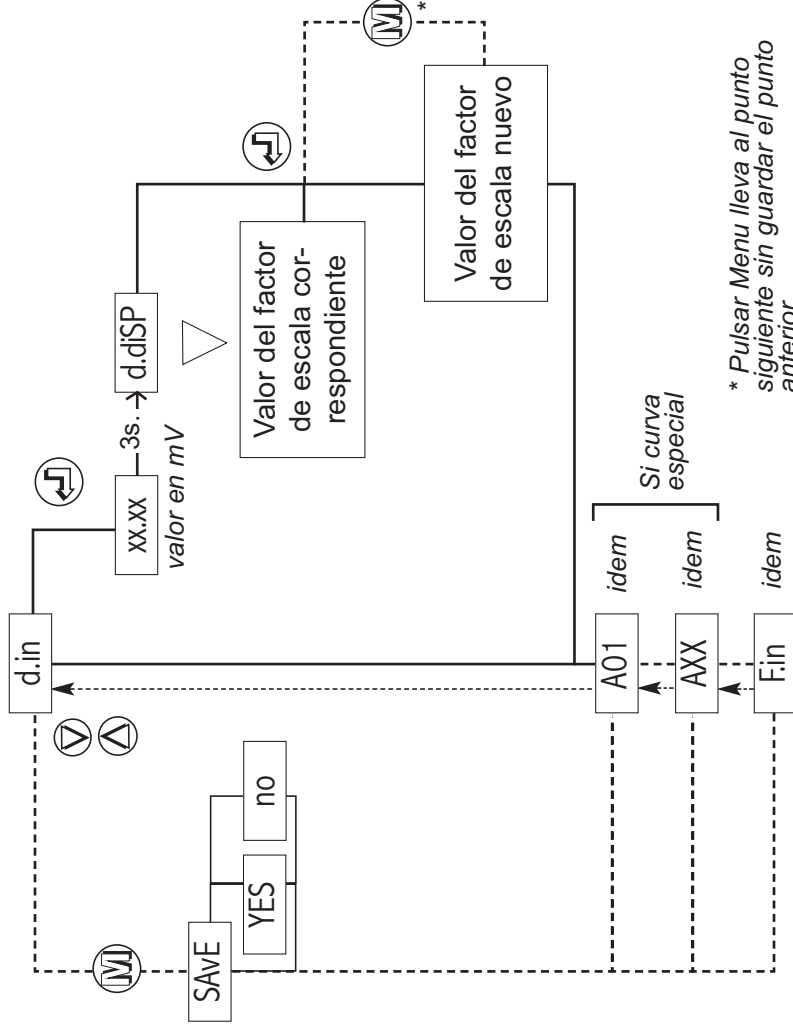 d.in
xx.xx
3s.
d.diSP
valor en mV
Valor del factor
de escala cor-
respondiente
M
*
Valor del factor
de escala nuevo
M
SAvE
YES
no
A01
idem
AXX
idem
F.in
idem
Si curva
especial
* Pulsar Menu lleva al punto
siguiente sin guardar el punto
anterior